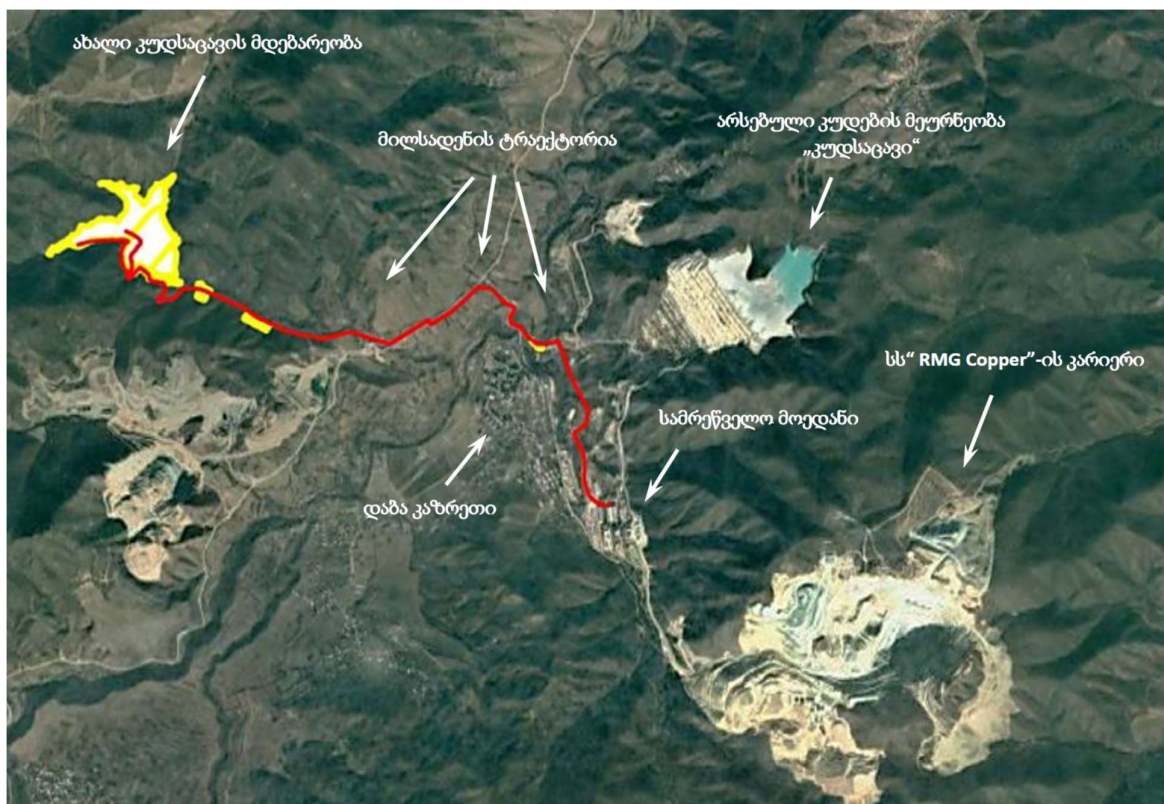 ახალი კუდსაცავის მდებარეობა
მილსადენის ტრაექტორია
არსებული კუდების მეურნეობა
„კუდსაცავი“
სს“ RMG Copper”-ის კარიერი
სამრეწველო მოედანი
დაბა კაზრეთი